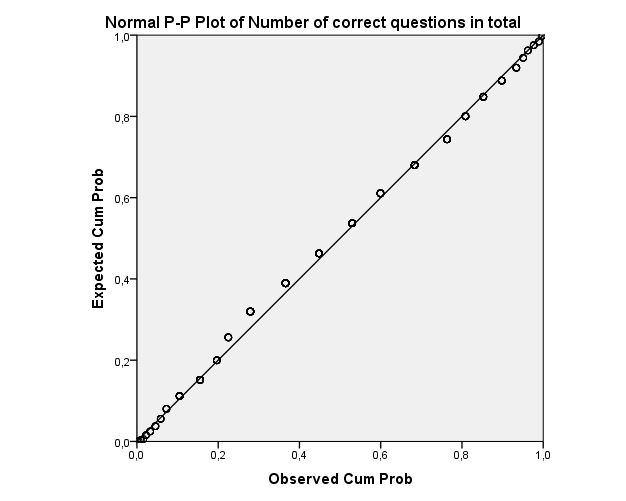 Normal P-P Plot of Number of correct questions in total
1,0
0,8
0,6
0,4
0,2
0,0
Expected Cum Prob
0,0 0,2 0,4 0,6 0,8 1,0
Observed Cum Prob